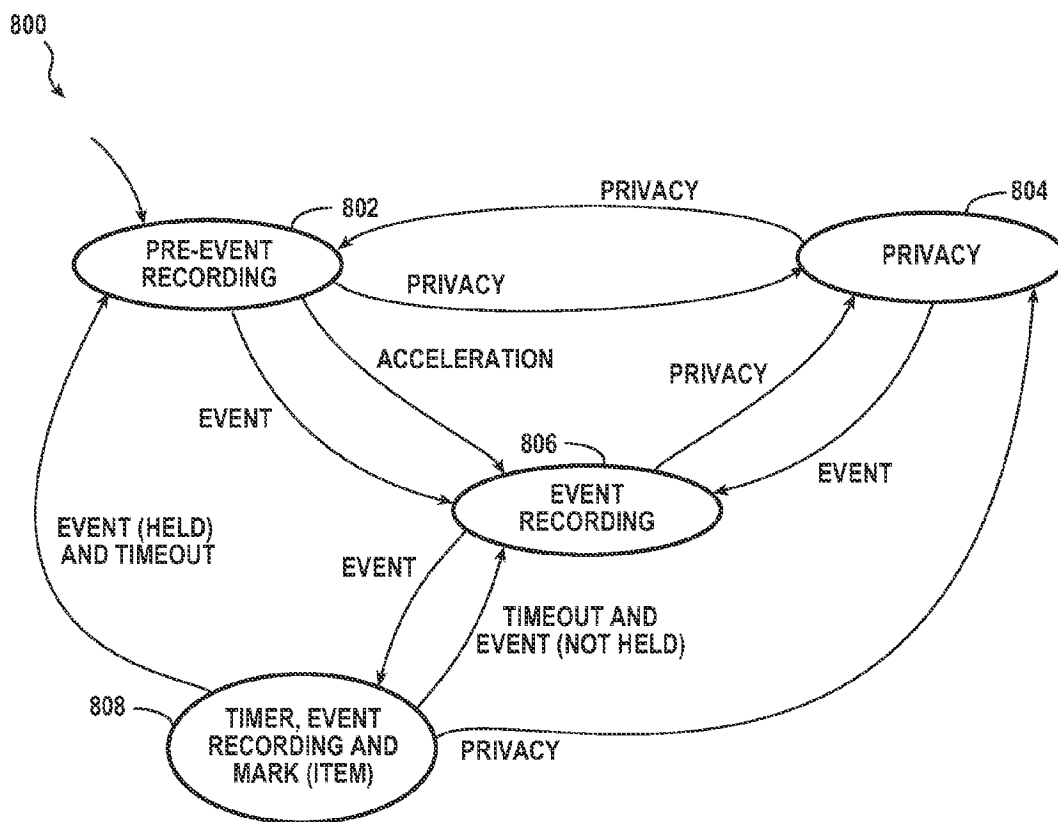 800
PRIVACY
802
804
PRE-EVENT
RECORDING
PRIVACY
PRIVACY
ACCELERATION
PRIVACY
EVENT
806
EVENT
EVENT
RECORDING
EVENT (HELD)
AND TIMEOUT
EVENT
TIMEOUT AND
EVENT (NOT HELD)
808
TIMER, EVENT
RECORDING AND
MARK (ITEM)
PRIVACY